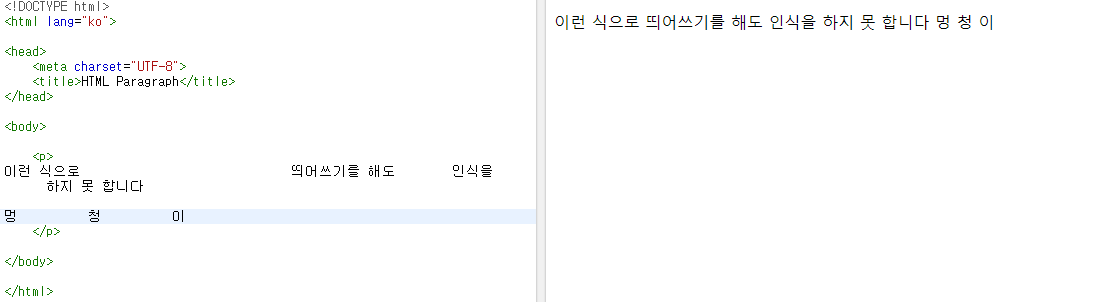 <!DOCTYPE html>
<html lang="ko">
<head>
    <meta charset="UTF-8">
    <title>HTML Paragraph</title>
</head>
<body>
    <p>
이런 식으로                              띄어쓰기를 해도        인식을
      하지 못 합니다
멍          청          이
    </p>
</body>
</html>
이런 식으로 띄어쓰기를 해도 인식을 하지 못 합니다 멍 청 이